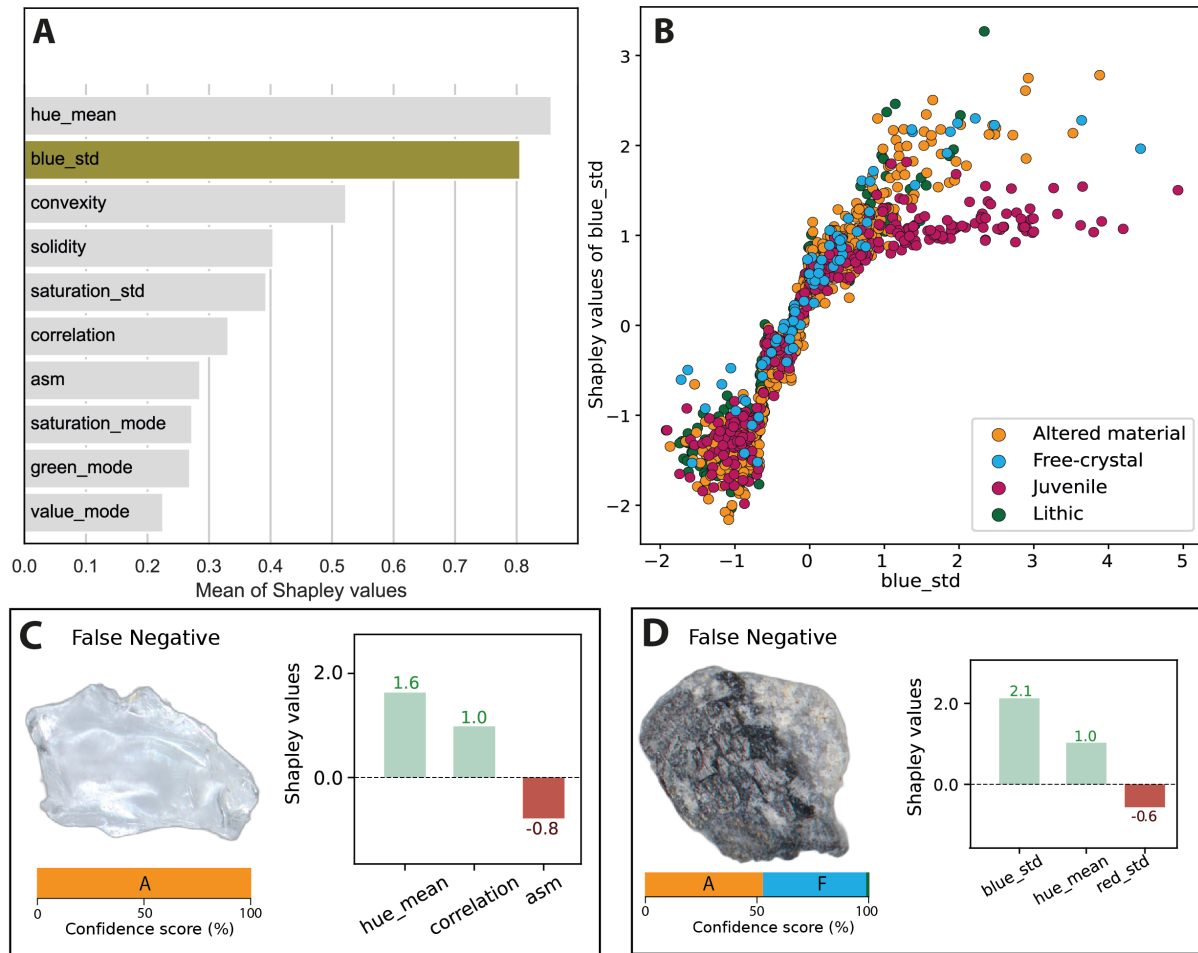 A
hue_mean
blue_std
convexity
solidity
saturation_std
correlation
asm
saturation_mode
green_mode
value_mode
0.0 0.1 0.2 0.3 0.4 0.5 0.6 0.7 0.8
Mean of Shapley values
B
Shapley values of blue_std
3
2
1
0
−1
−2
Altered material
Free-crystal
Juvenile
Lithic
−2 −1 0 1 2 3 4 5
blue_std
C False Negative
A
0 50 100
Confidence score (%)
Shapley values
2.0
0.0
1.6
1.0
-0.8
hue_mean correlation asm
D False Negative
A F
0 50 100
Confidence score (%)
Shapley values
2.0
0.0
2.1
1.0
-0.6
blue_std hue_mean red_std